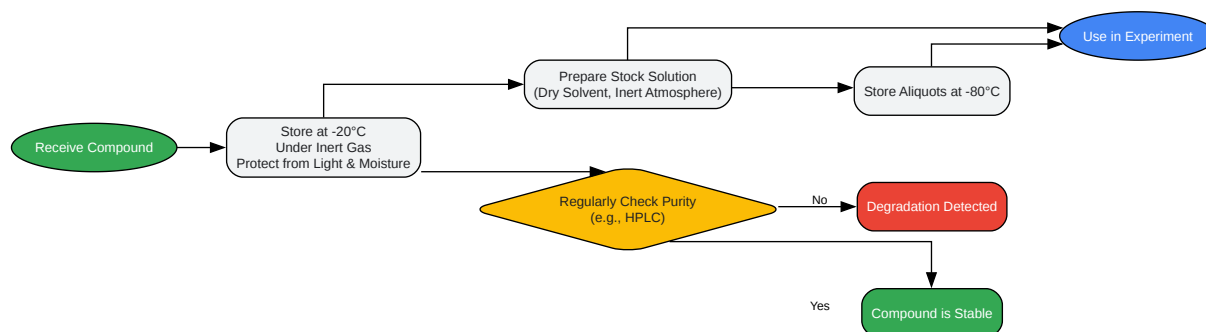 Use in Experiment
Prepare Stock Solution
(Dry Solvent, Inert Atmosphere)
Store Aliquots at -80°C
Receive Compound
Store at -20°C
Under Inert Gas
Protect from Light & Moisture
Regularly Check Purity
(e.g., HPLC)
No
Degradation Detected
Yes
Compound is Stable